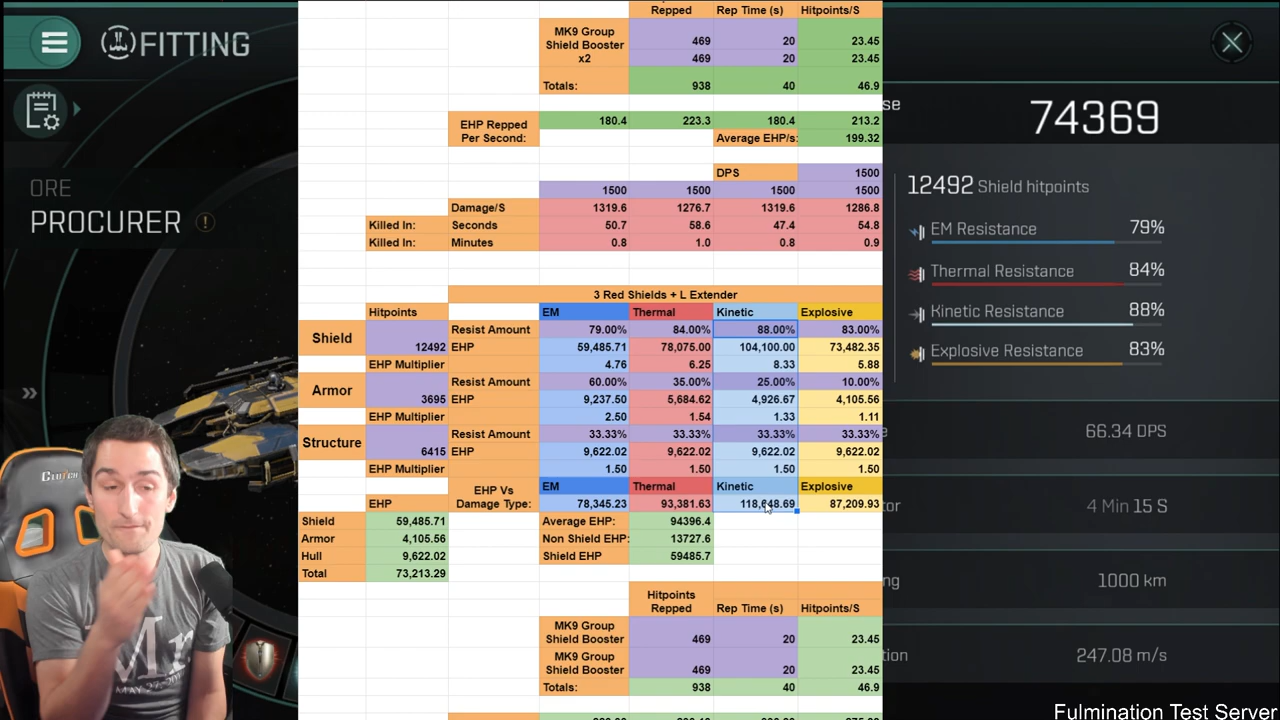 FITTING
ORE
PROCURER
Repped Rep Time (s) Hitpoints/S
MK9 Group
Shield Booster
x2
469 20 23.45
469 20 23.45
Totals: 938 40 46.9
EHP Repped
Per Second:
180.4 223.3 180.4 213.2
Average EHP/s: 199.32
DPS 1500
1500 1500 1500 1500
Damage/S 1319.6 1276.7 1319.6 1286.8
Killed In: Seconds 50.7 58.6 47.4 54.8
Killed In: Minutes 0.8 1.0 0.8 0.9
3 Red Shields + L Extender
Hitpoints EM Thermal Kinetic Explosive
Shield Resist Amount 79.00% 84.00% 88.00% 83.00%
12492 EHP 59,485.71 78,075.00 104,100.00 73,482.35
EHP Multiplier 4.76 6.25 8.33 5.88
Armor Resist Amount 60.00% 35.00% 25.00% 10.00%
3695 EHP 9,237.50 5,684.62 4,926.67 4,105.56
EHP Multiplier 2.50 1.54 1.33 1.11
Structure Resist Amount 33.33% 33.33% 33.33% 33.33%
6415 EHP 9,622.02 9,622.02 9,622.02 9,622.02
EHP Multiplier 1.50 1.50 1.50 1.50
EHP Vs
Damage Type:
EM Thermal Kinetic Explosive
EHP 78,345.23 93,381.63 118,648.69 87,209.93
Shield 59,485.71 Average EHP: 94396.4
Armor 4,105.56 Non Shield EHP: 13727.6
Hull 9,622.02 Shield EHP 59485.7
Total 73,213.29
Hitpoints
Repped Rep Time (s) Hitpoints/S
MK9 Group
Shield Booster 469 20 23.45
MK9 Group
Shield Booster 469 20 23.45
Totals: 938 40 46.9
se 74369
12492 Shield hitpoints
EM Resistance 79%
Thermal Resistance 84%
Kinetic Resistance 88%
Explosive Resistance 83%
66.34 DPS
tor 4 Min 15 S
ng 1000 km
tion 247.08 m/s
CLUTCH
Mr
MAY 27, 20
Fulmination Test Server